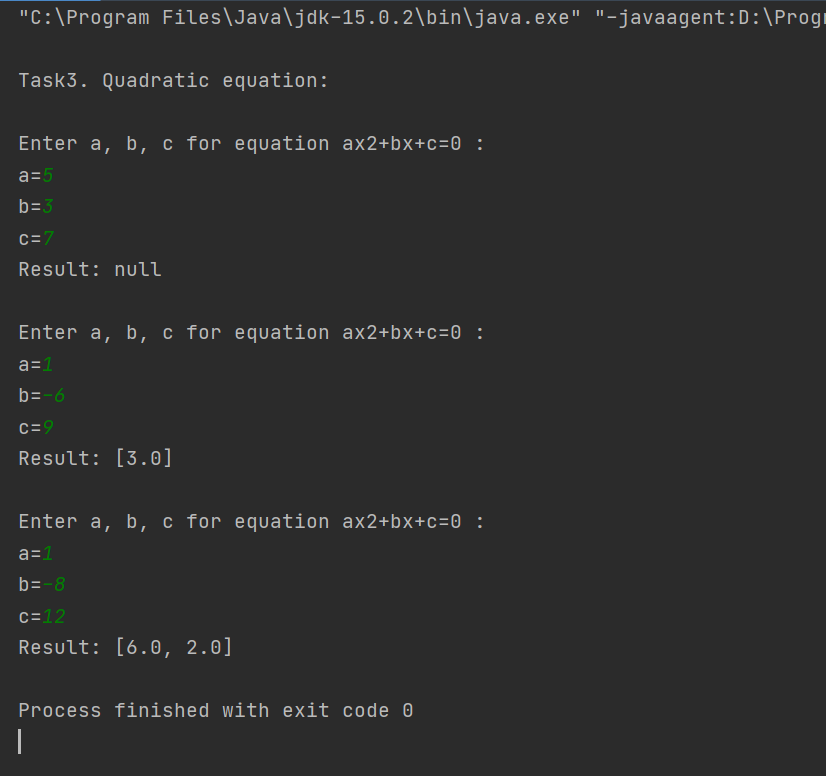 "C:\Program Files\Java\jdk-15.0.2\bin\java.exe" "-javaagent:D:\Progr
Task3. Quadratic equation:
Enter a, b, c for equation ax2+bx+c=0 :
a=5
b=3
c=7
Result: null
Enter a, b, c for equation ax2+bx+c=0 :
a=1
b=-6
c=9
Result: [3.0]
Enter a, b, c for equation ax2+bx+c=0 :
a=1
b=-8
c=12
Result: [6.0, 2.0]
Process finished with exit code 0